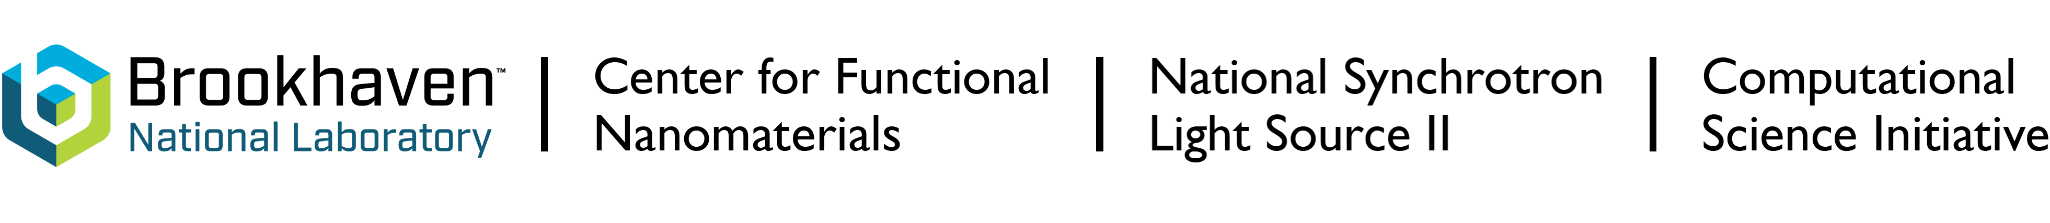 Brookhaven™
National Laboratory
Center for Functional
Nanomaterials
National Synchrotron
Light Source II
Computational
Science Initiative